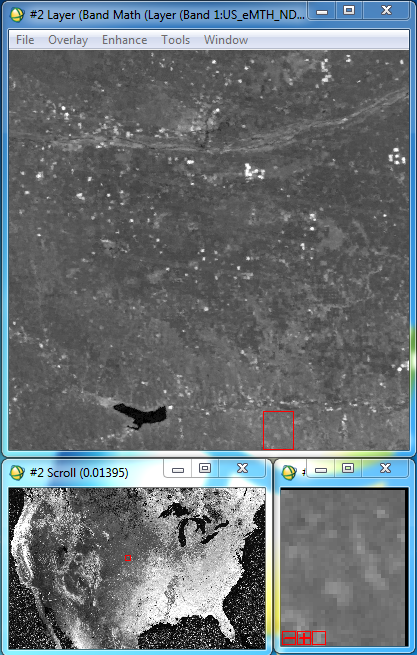 #2 Layer (Band Math (Layer (Band 1:US_eMTH_ND...
File Overlay Enhance Tools Window
#2 Scroll (0.01395)
#